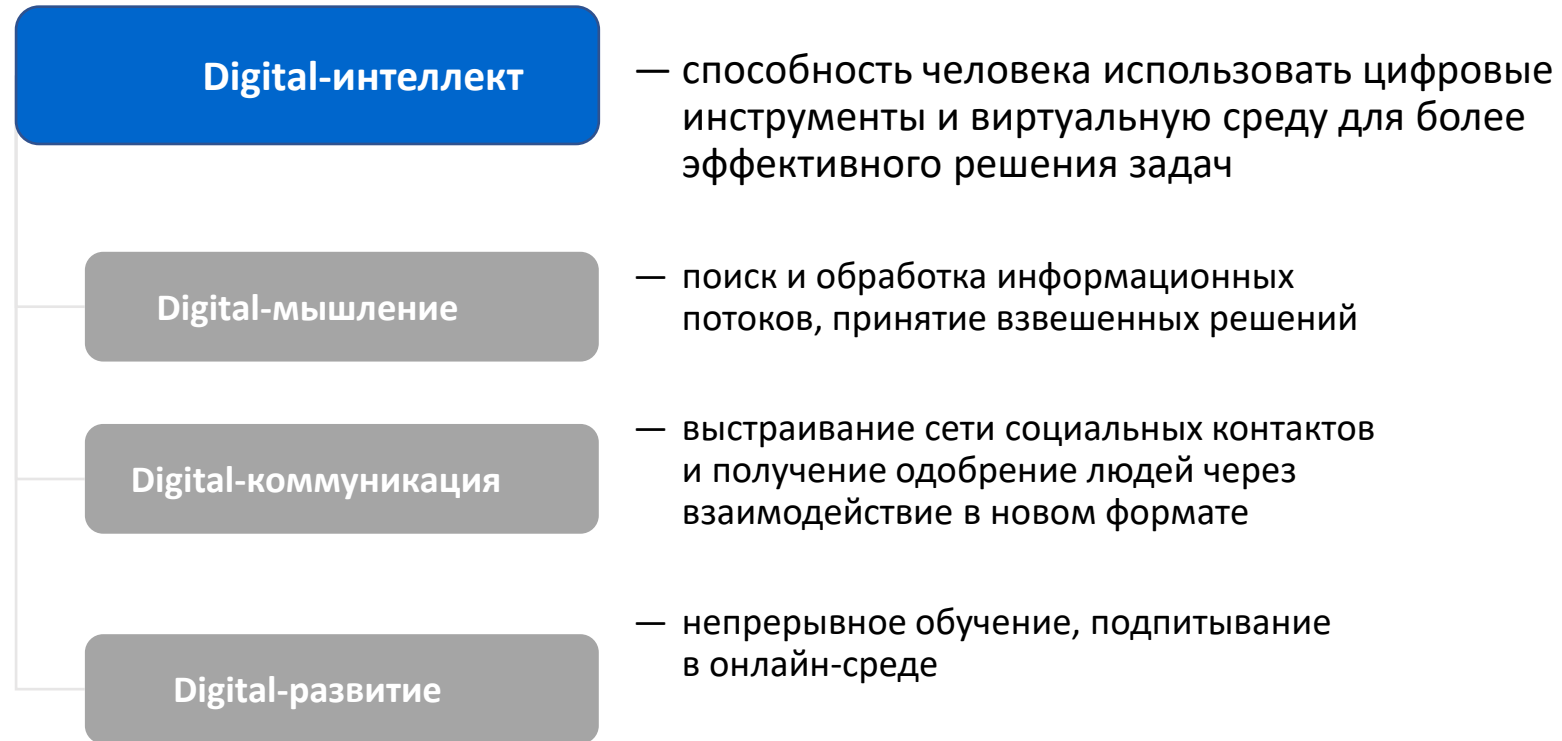 Digital-интеллект
— способность человека использовать цифровые
инструменты и виртуальную среду для более
эффективного решения задач
Digital-мышление
— поиск и обработка информационных
потоков, принятие взвешенных решений
Digital-коммуникация
— выстраивание сети социальных контактов
и получение одобрение людей через
взаимодействие в новом формате
Digital-развитие
— непрерывное обучение, подпитывание
в онлайн-среде